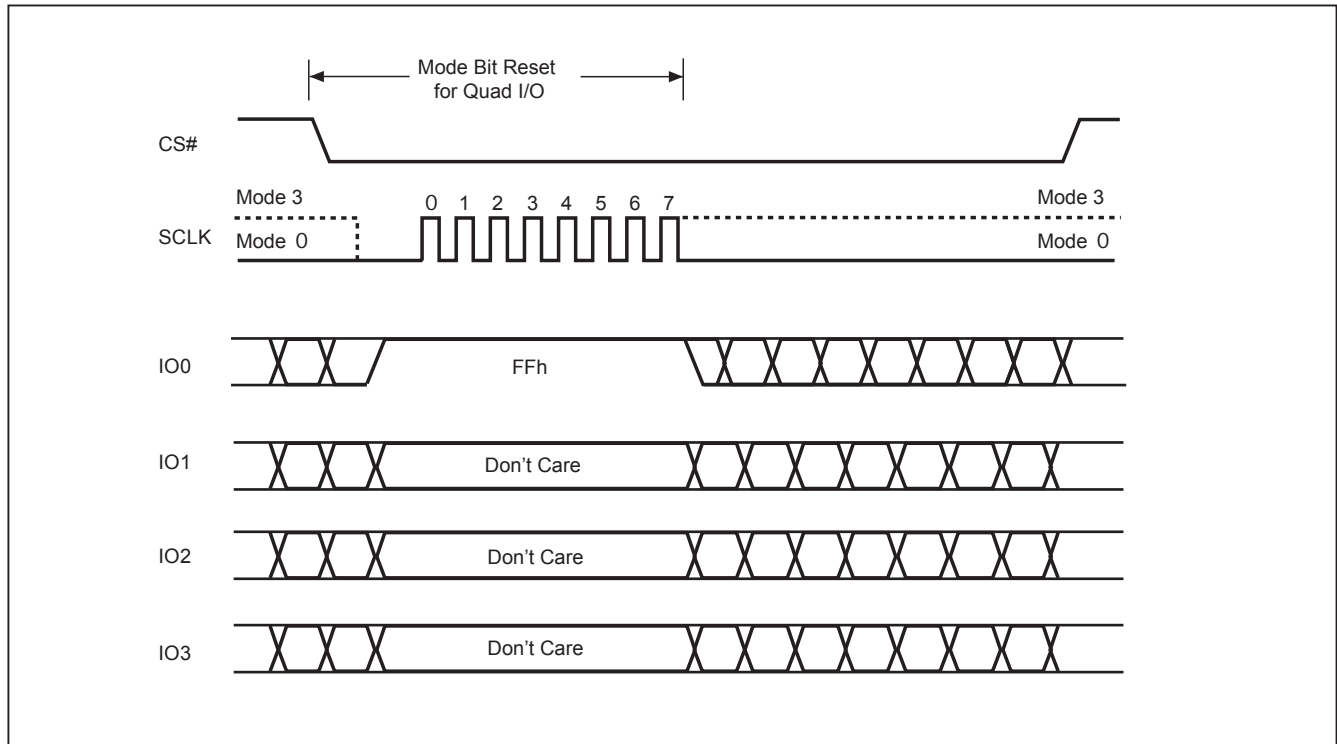 Mode Bit Reset
for Quad I/O
CS#
Mode 3
Mode 3
0 1 2 3 4 5 6 7
SCLK
Mode 0
Mode 0
IO0
FFh
IO1
Don't Care
IO2
Don't Care
IO3
Don't Care